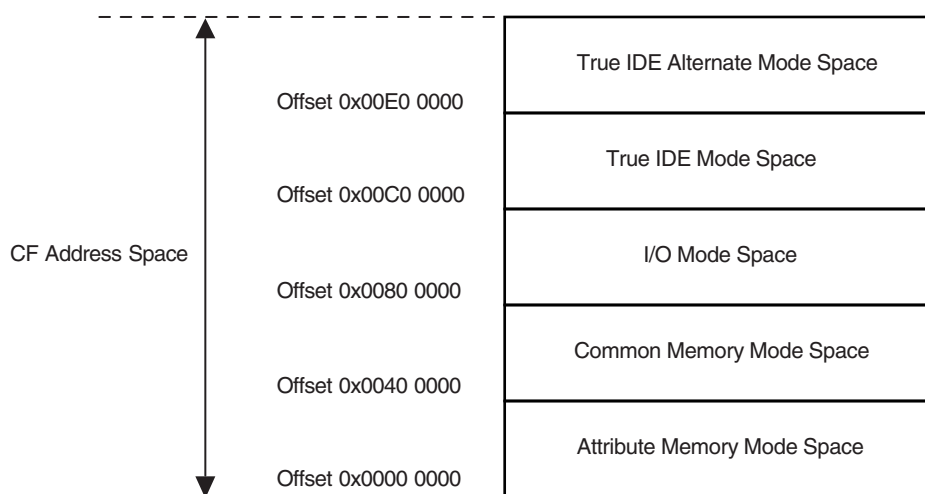 True IDE Alternate Mode Space
Offset 0x00E0 0000
True IDE Mode Space
Offset 0x00C0 0000
CF Address Space
I/O Mode Space
Offset 0x0080 0000
Common Memory Mode Space
Offset 0x0040 0000
Attribute Memory Mode Space
Offset 0x0000 0000